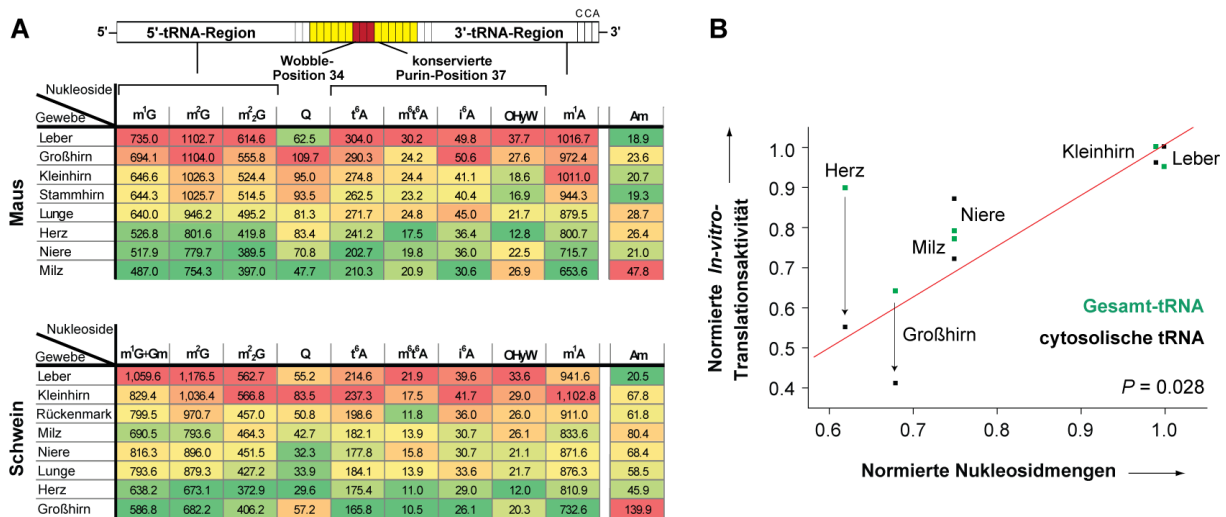 A
5'-
5'-tRNA-Region
3'-tRNA-Region
CCA
-3'
Wobble-
Position 34
konservierte
Purin-Position 37
Maus
Nukleoside
Gewebe m¹G m²G m²₂G Q t⁶A m⁶t⁶A i⁶A OHyW m¹A Am
Leber 735.0 1102.7 614.6 62.5 304.0 30.2 49.8 37.7 1016.7 18.9
Großhirn 694.1 1104.0 555.8 109.7 290.3 24.2 50.6 27.6 972.4 23.6
Kleinhirn 646.6 1026.3 524.4 95.0 274.8 24.4 41.1 18.6 1011.0 20.7
Stammhirn 644.3 1025.7 514.5 93.5 262.5 23.2 40.4 16.9 944.3 19.3
Lunge 640.0 946.2 495.2 81.3 271.7 24.8 45.0 21.7 879.5 28.7
Herz 526.8 801.6 419.8 83.4 241.2 17.5 36.4 12.8 800.7 26.4
Niere 517.9 779.7 389.5 70.8 202.7 19.8 36.0 22.5 715.7 21.0
Milz 487.0 754.3 397.0 47.7 210.3 20.9 30.6 26.9 653.6 47.8
Schwein
Nukleoside
Gewebe m¹G+Gm m²G m²₂G Q t⁶A m⁶t⁶A i⁶A OHyW m¹A Am
Leber 1,059.6 1,176.5 562.7 55.2 214.6 21.9 39.6 33.6 941.6 20.5
Kleinhirn 829.4 1,036.4 566.8 83.5 237.3 17.5 41.7 29.0 1,102.8 67.8
Rückenmark 799.5 970.7 457.0 50.8 198.6 11.8 36.0 26.0 911.0 61.8
Milz 690.5 793.6 464.3 42.7 182.1 13.9 30.7 26.1 833.6 80.4
Niere 816.3 896.0 451.5 32.3 177.8 15.8 30.7 21.1 871.6 68.4
Lunge 793.6 879.3 427.2 33.9 184.1 13.9 33.6 21.7 876.3 58.5
Herz 638.2 673.1 372.9 29.6 175.4 11.0 29.0 12.0 810.9 45.9
Großhirn 586.8 682.2 406.2 57.2 165.8 10.5 26.1 20.3 732.6 139.9
B
Normierte In-vitro-
Translationsaktivität
1.0
0.9
0.8
0.7
0.6
0.5
0.4
Herz
Kleinhirn
Leber
Niere
Milz
Großhirn
Gesamt-tRNA
cytosolische tRNA
P = 0.028
0.6 0.7 0.8 0.9 1.0
Normierte Nukleosidmengen